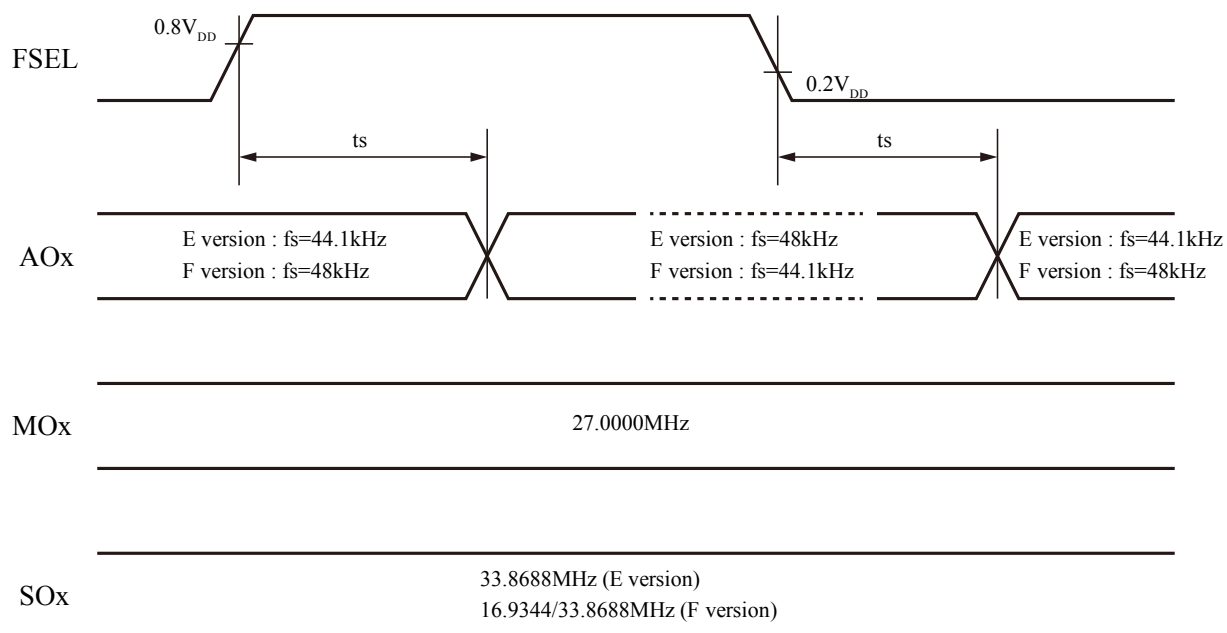 0.8VDD
FSEL
0.2VDD
ts
ts
AOx
E version : fs=44.1kHz
F version : fs=48kHz
E version : fs=48kHz
F version : fs=44.1kHz
E version : fs=44.1kHz
F version : fs=48kHz
MOx
27.0000MHz
SOx
33.8688MHz (E version)
16.9344/33.8688MHz (F version)